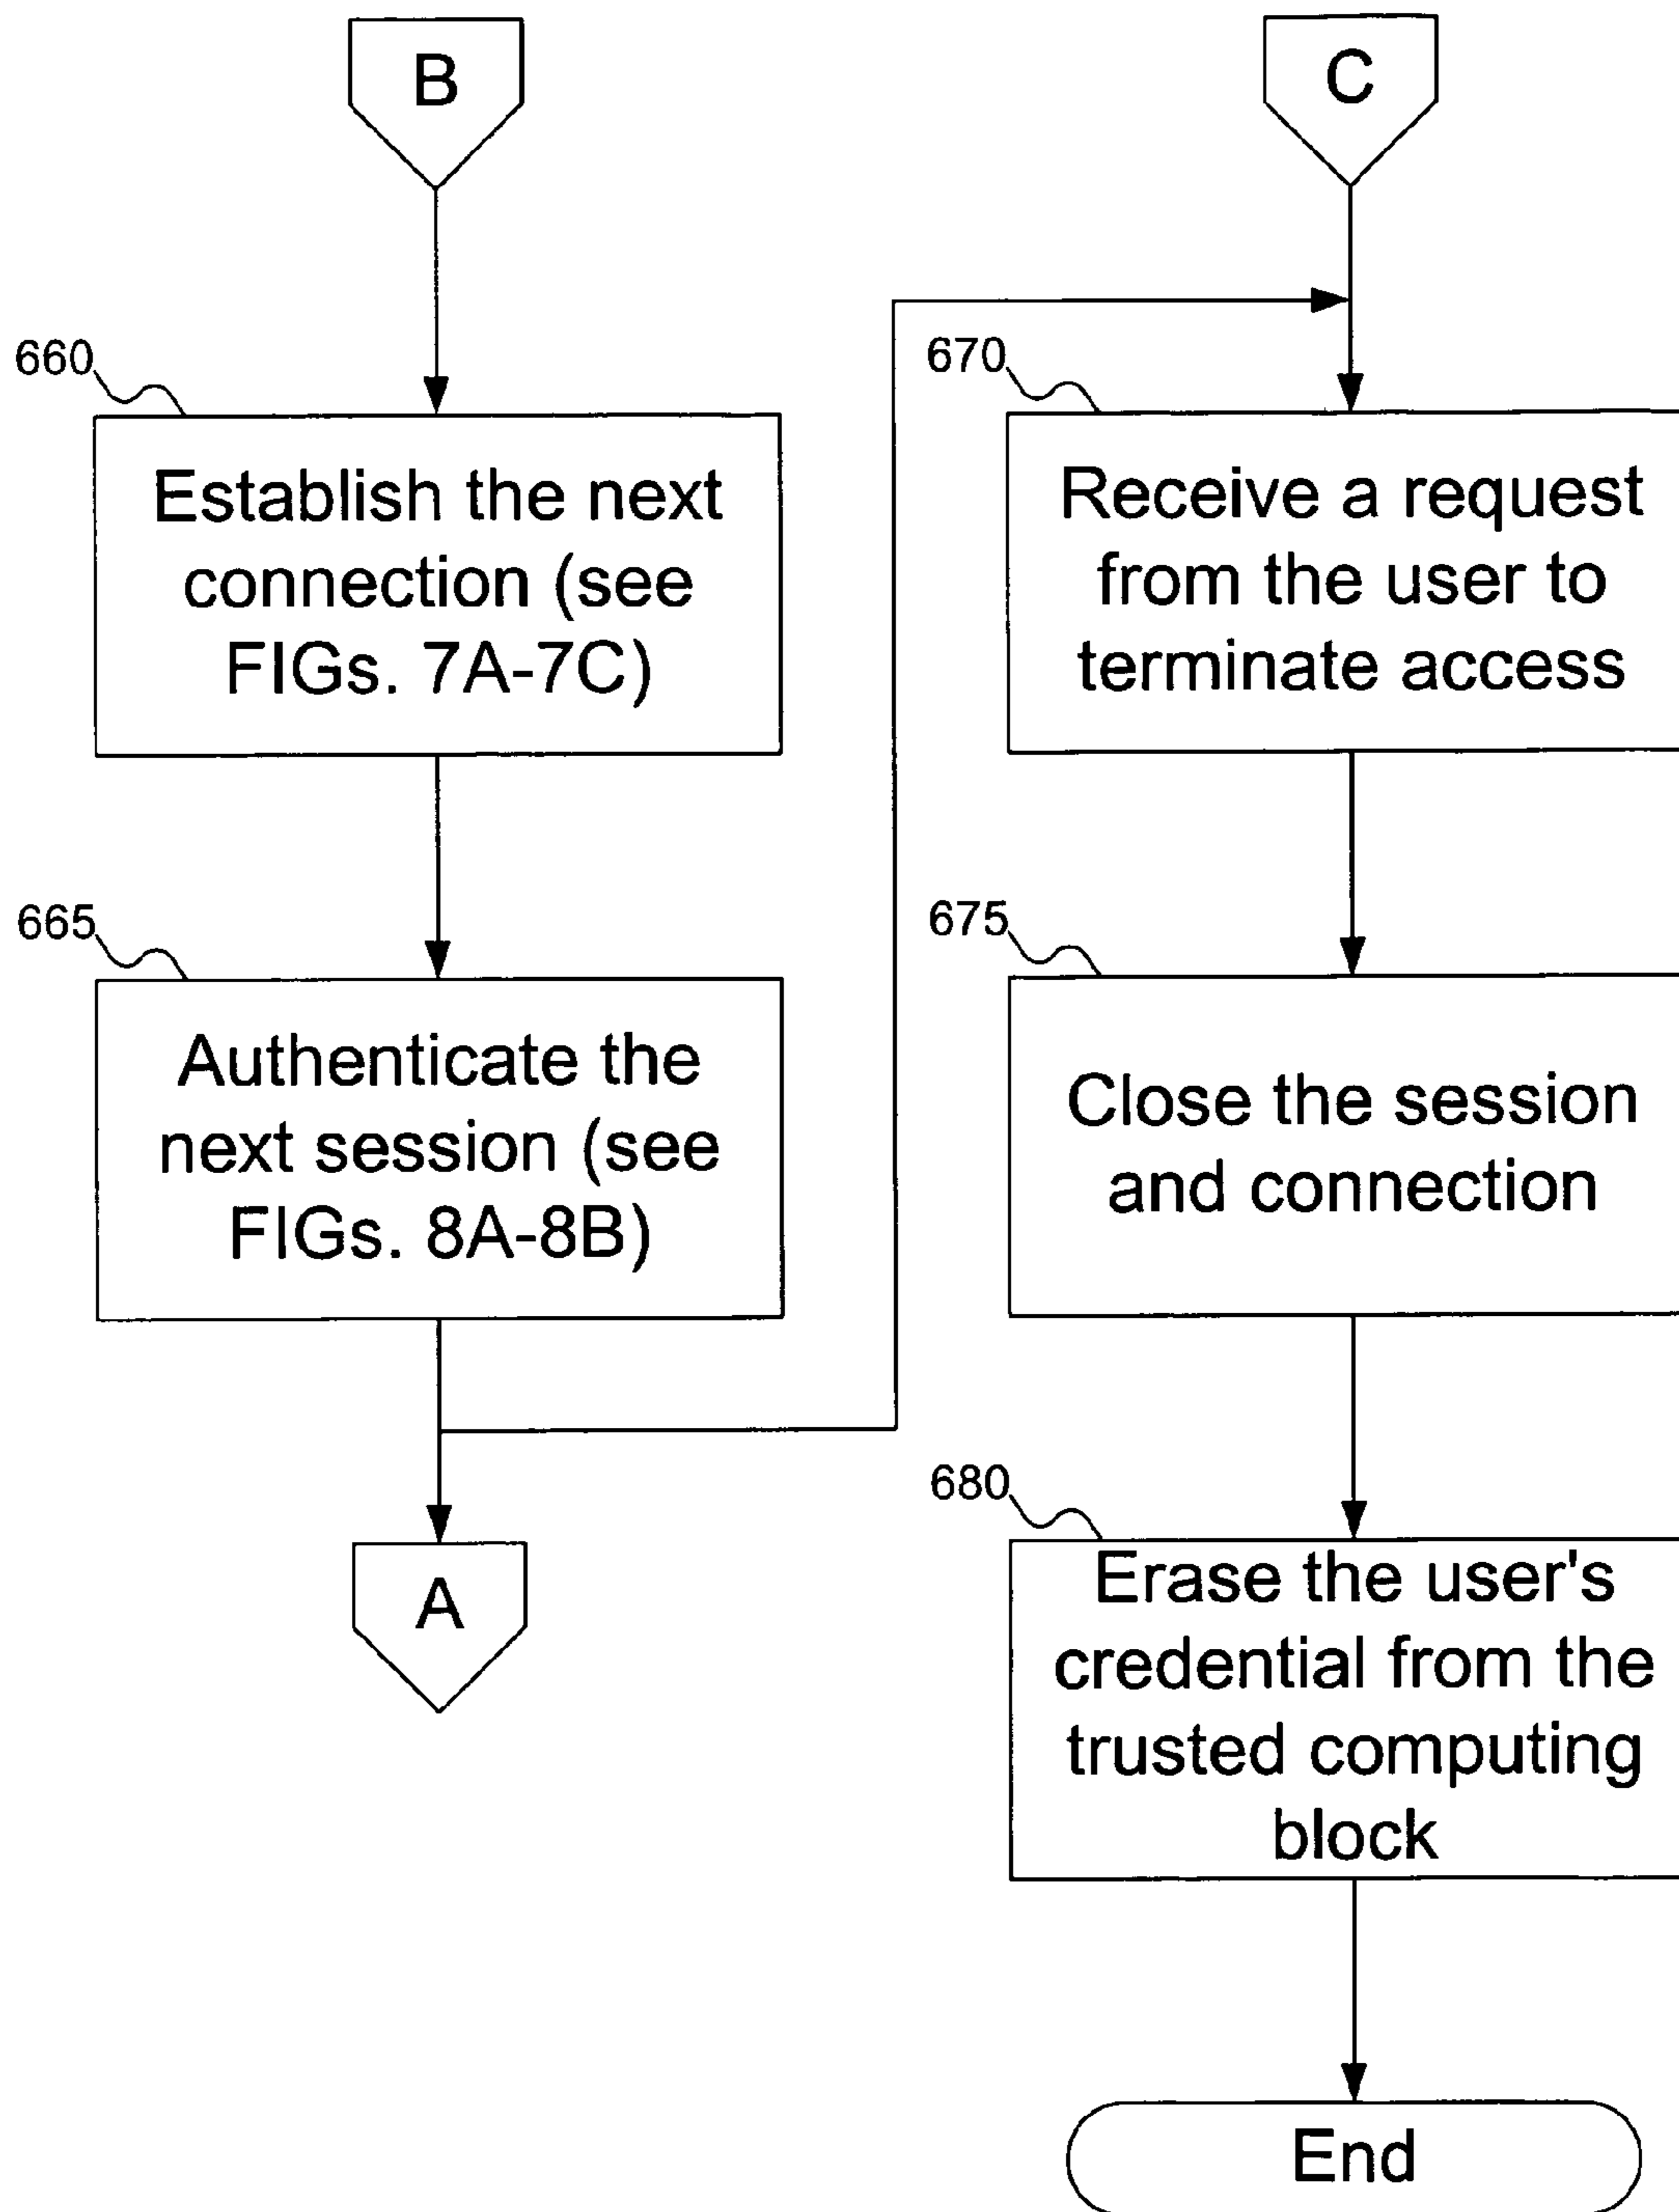 B
660
Establish the next
connection (see
FIGs. 7A-7C)
665
Authenticate the
next session (see
FIGs. 8A-8B)
A
C
670
Receive a request
from the user to
terminate access
675
Close the session
and connection
680
Erase the user's
credential from the
trusted computing
block
End